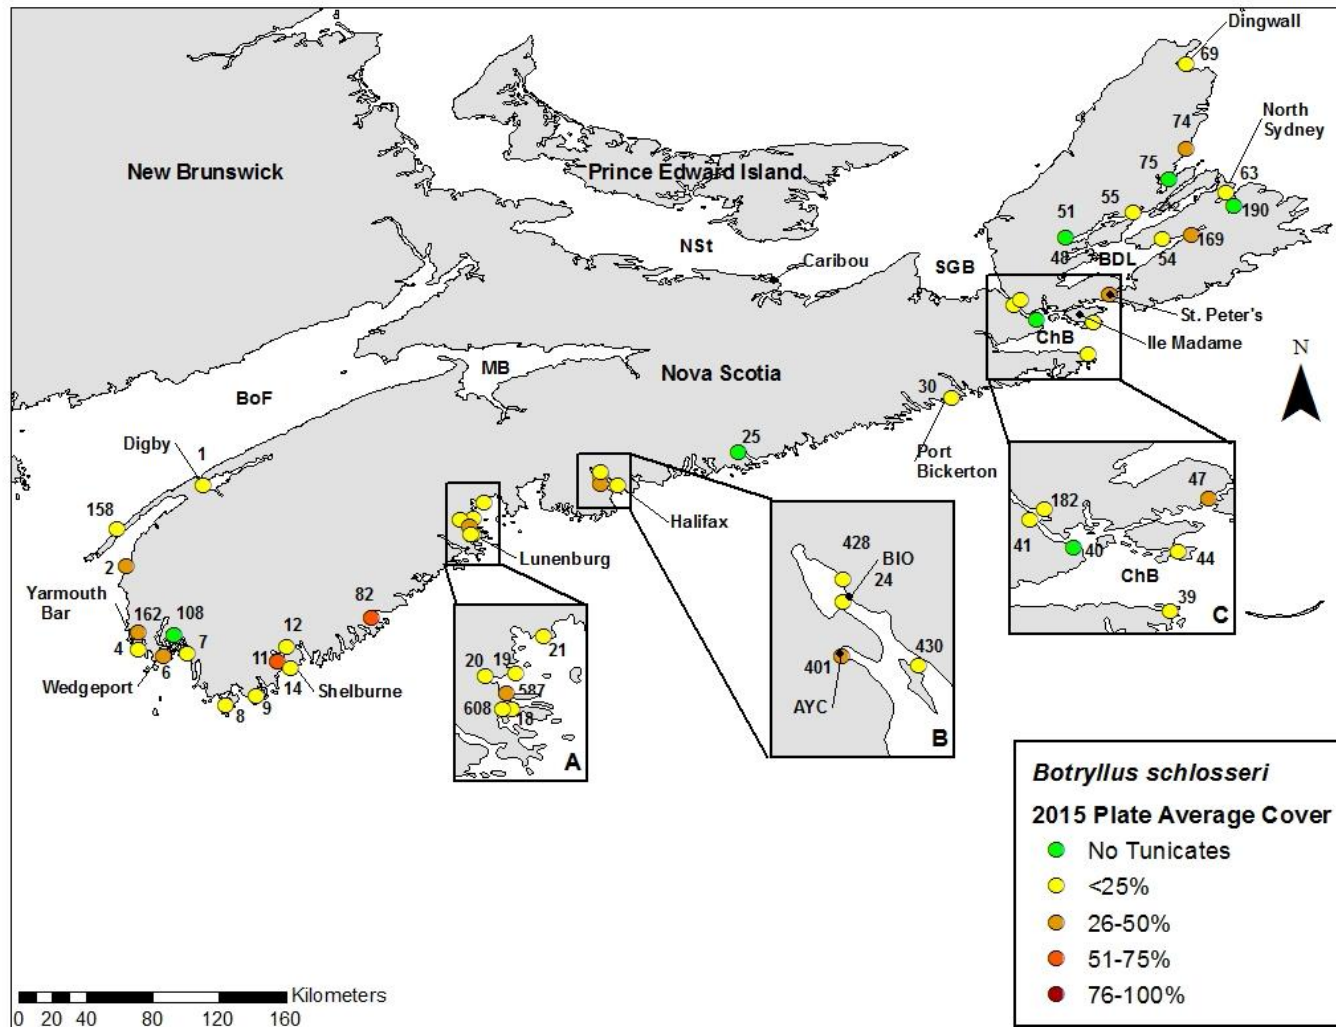 Dingwall
69
North
Sydney
74
New Brunswick
Prince Edward Island
75
63
55
190
51
NSt
169
48
BDL
54
Caribou
SGB
St. Peter's
ChB
Ile Madame
MB
Nova Scotia
N
BoF
30
Digby
1
25
Port
Bickerton
158
Halifax
47
182
2
Lunenburg
41
40
44
428
BIO
ChB
24
Yarmouth
Bar
162
108
82
39
C
4
7
12
21
430
6
11
20
19
401
Wedgeport
14
Shelburne
587
8
9
608
18
AYC
B
A
Botryllus schlosseri
2015 Plate Average Cover
No Tunicates
<25%
26-50%
51-75%
76-100%
Kilometers
0 20 40 80 120 160